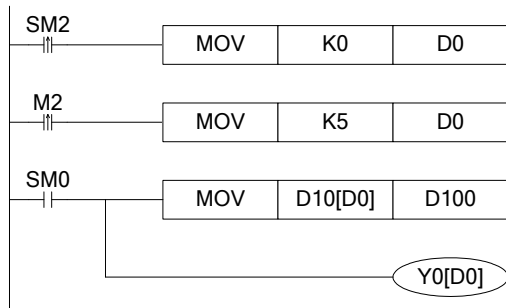 SM2
MOV K0 D0
M2
MOV K5 D0
SM0
MOV D10[D0] D100
Y0[D0]